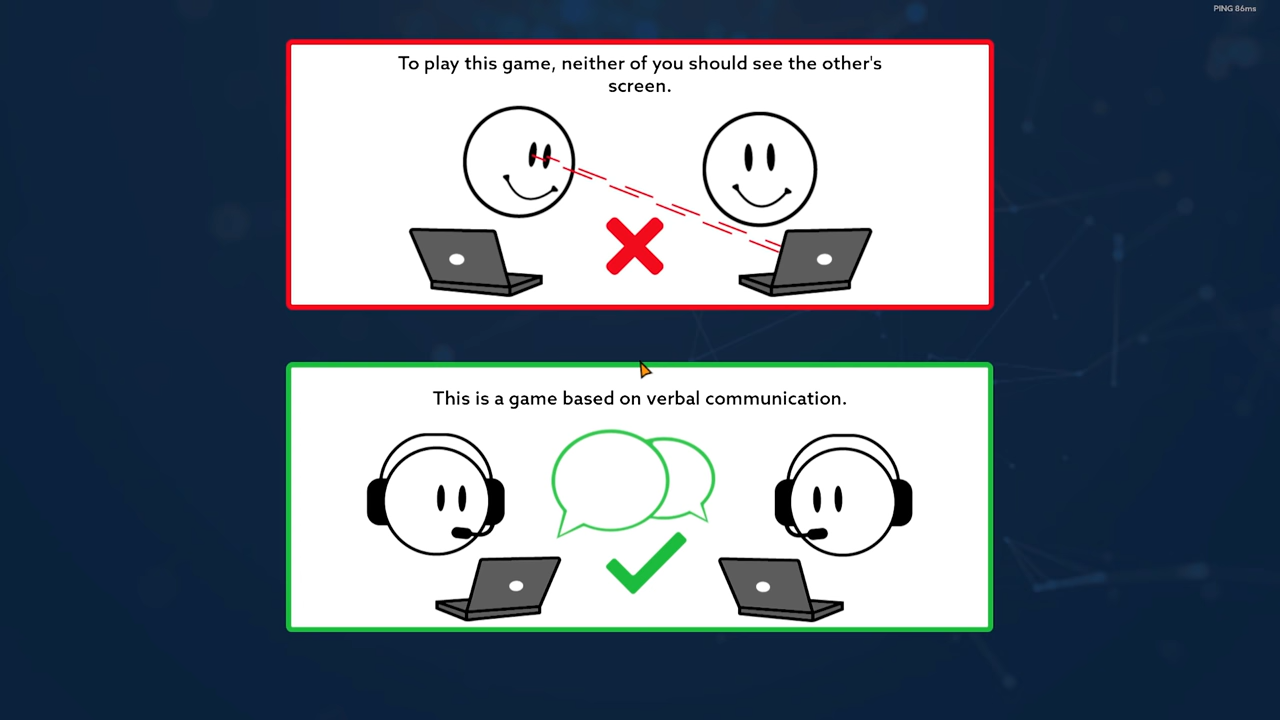 PING 86ms
To play this game, neither of you should see the other's
screen.
This is a game based on verbal communication.